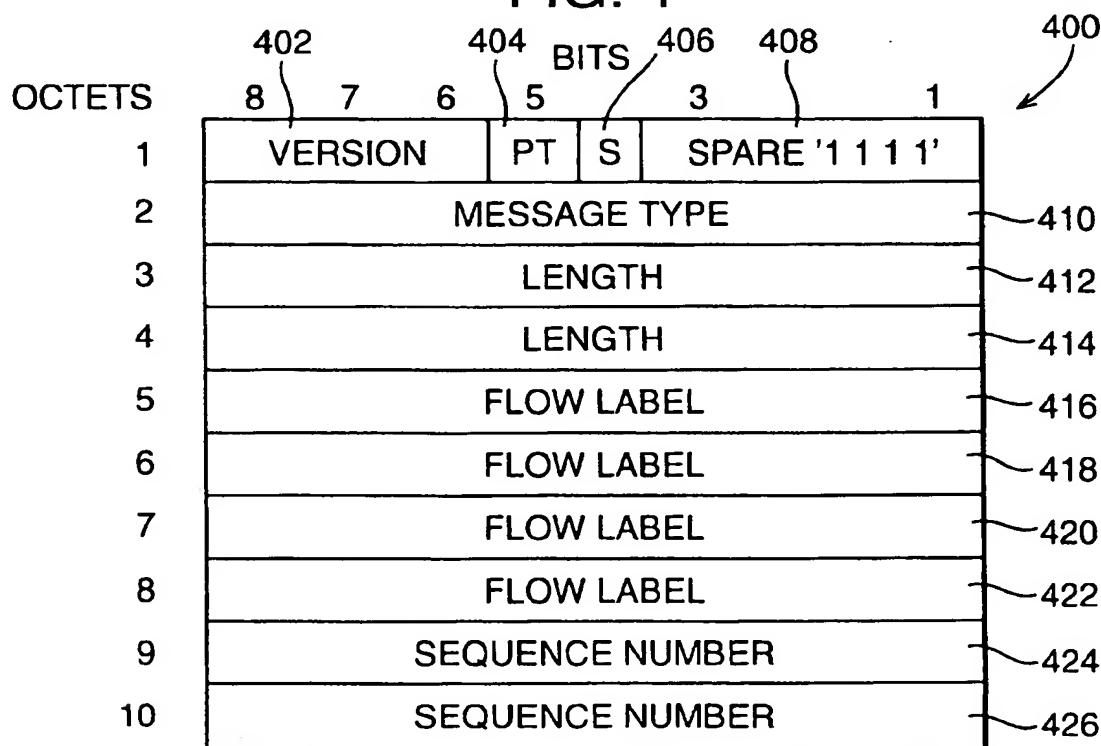 FIG.
402 404 BITS 406 408 400
OCTETS 8 7 6 5 3 1
1 VERSION PT S SPARE '1 1 1 1'
2 MESSAGE TYPE 410
3 LENGTH 412
4 LENGTH 414
5 FLOW LABEL 416
6 FLOW LABEL 418
7 FLOW LABEL 420
8 FLOW LABEL 422
9 SEQUENCE NUMBER 424
10 SEQUENCE NUMBER 426